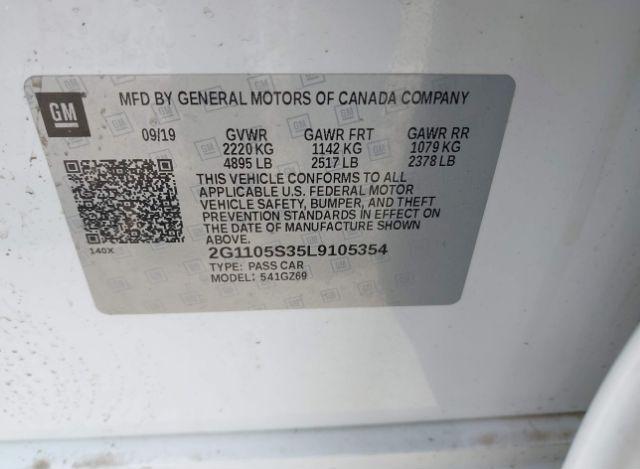 GM
MFD BY GENERAL MOTORS OF CANADA COMPANY
09/19 GVWR GAWR FRT GAWR RR
2220 KG 1142 KG 1079 KG
4895 LB 2517 LB 2378 LB
THIS VEHICLE CONFORMS TO ALL
APPLICABLE U.S. FEDERAL MOTOR
VEHICLE SAFETY, BUMPER, AND THEFT
PREVENTION STANDARDS IN EFFECT ON
THE DATE OF MANUFACTURE SHOWN
ABOVE.
140X
2G1105S35L9105354
TYPE: PASS CAR
MODEL: 541GZ69